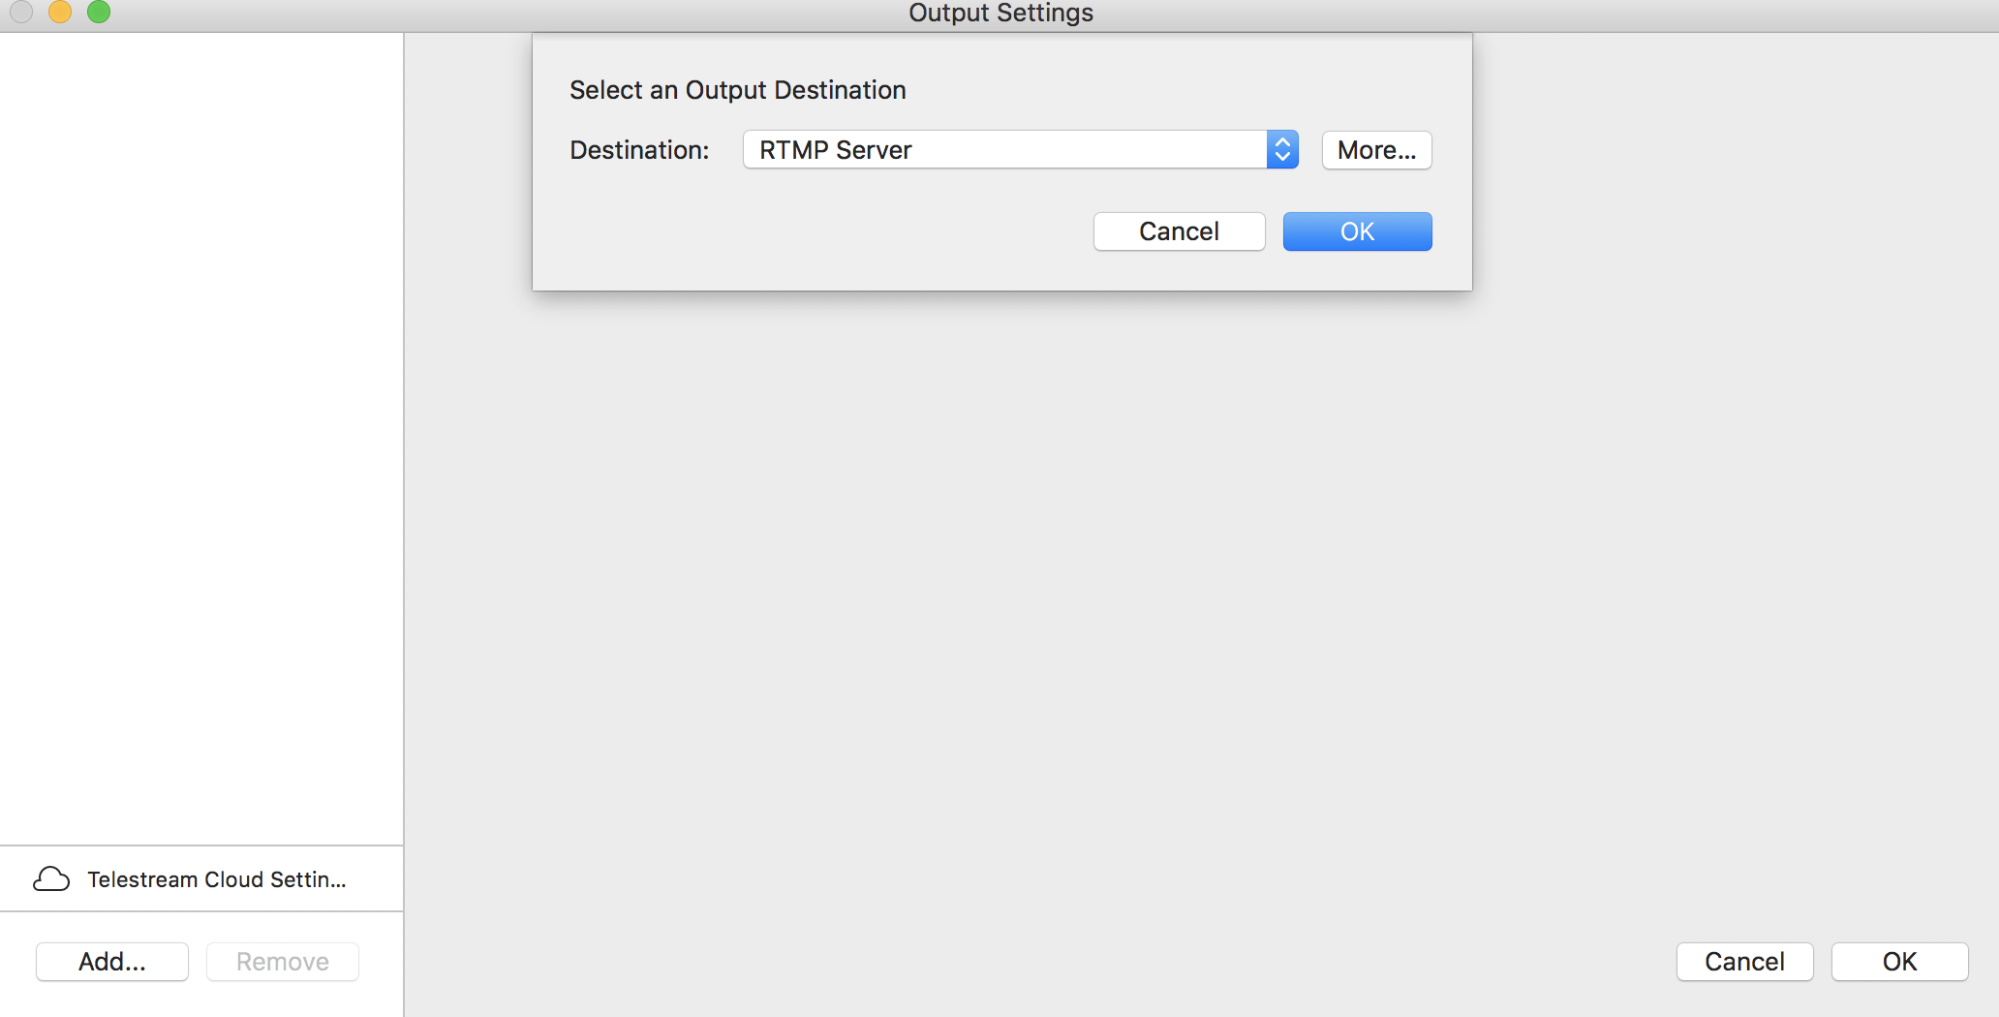 Output Settings
Select an Output Destination
Destination: RTMP Server More...
Cancel OK
Telestream Cloud Settin...
Add... Remove
Cancel OK